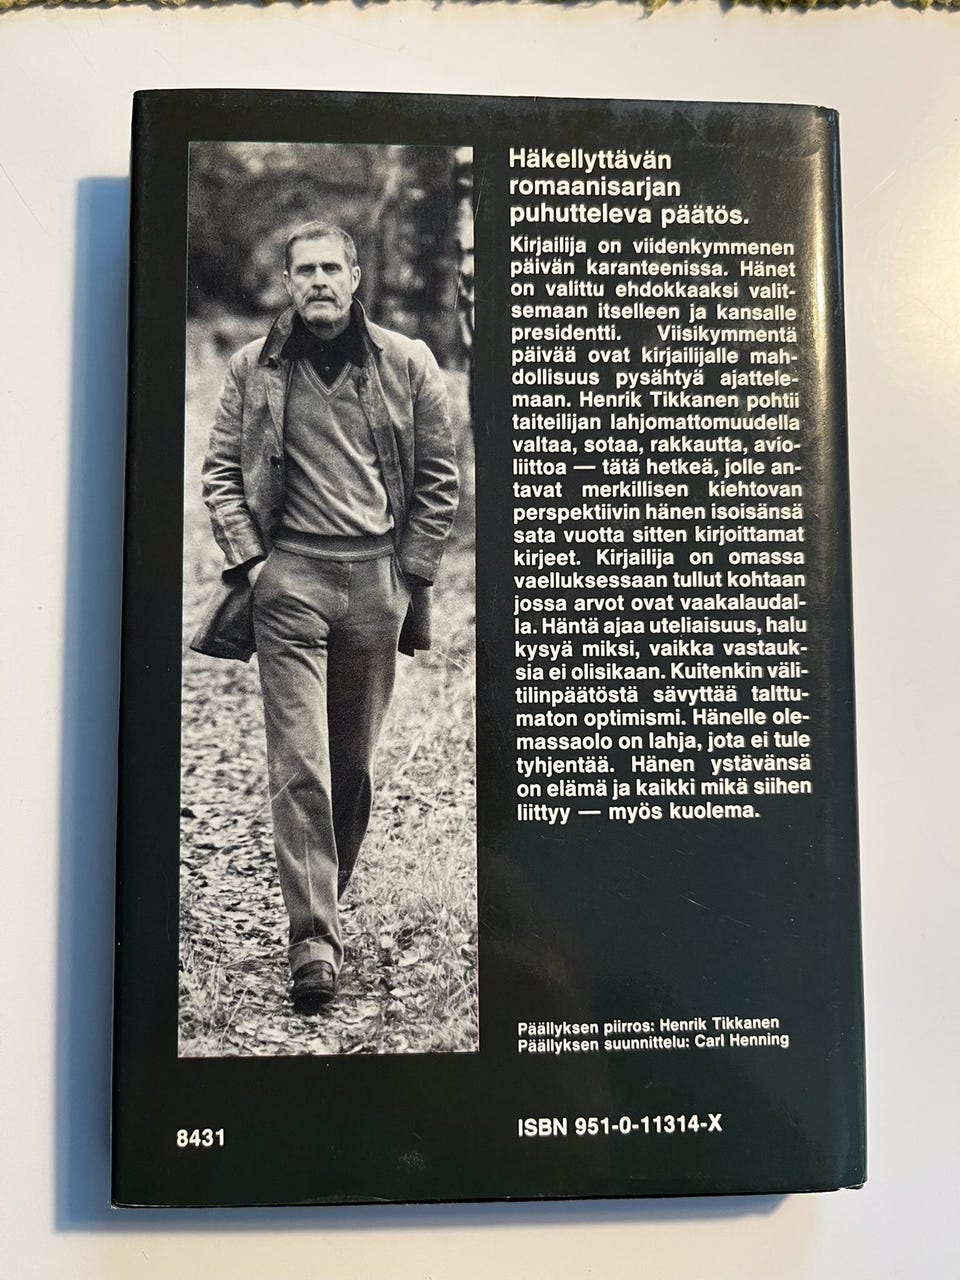 Häkellyttävän
romaanisarjan
puhutteleva päätös.
Kirjailija on viidenkymmenen
päivän karanteenissa. Hänet
on valittu ehdokkaaksi valit-
semaan itselleen ja kansalle
presidentti. Viisikymmentä
päivää ovat kirjailijalle mah-
dollisuus pysähtyä ajattele-
maan. Henrik Tikkanen pohtii
taiteilijan lahjomattomuudella
valtaa, sotaa, rakkautta, avio-
liittoa — tätä hetkeä, jolle an-
tavat merkillisen kiehtovan
perspektiivin hänen isoisänsä
sata vuotta sitten kirjoittamat
kirjeet. Kirjailija on omassa
vaelluksessaan tullut kohtaan
jossa arvot ovat vaakalaudal-
la. Häntä ajaa uteliaisuus, halu
kysyä miksi, vaikka vastauk-
sia ei olisikaan. Kuitenkin väli-
tilinpäätöstä sävyttää talttu-
maton optimismi. Hänelle ole-
massaolo on lahja, jota ei tule
tyhjentää. Hänen ystävänsä
on elämä ja kaikki mikä siihen
liittyy — myös kuolema.
Päällyksen piirros: Henrik Tikkanen
Päällyksen suunnittelu: Carl Henning
8431
ISBN 951-0-11314-X